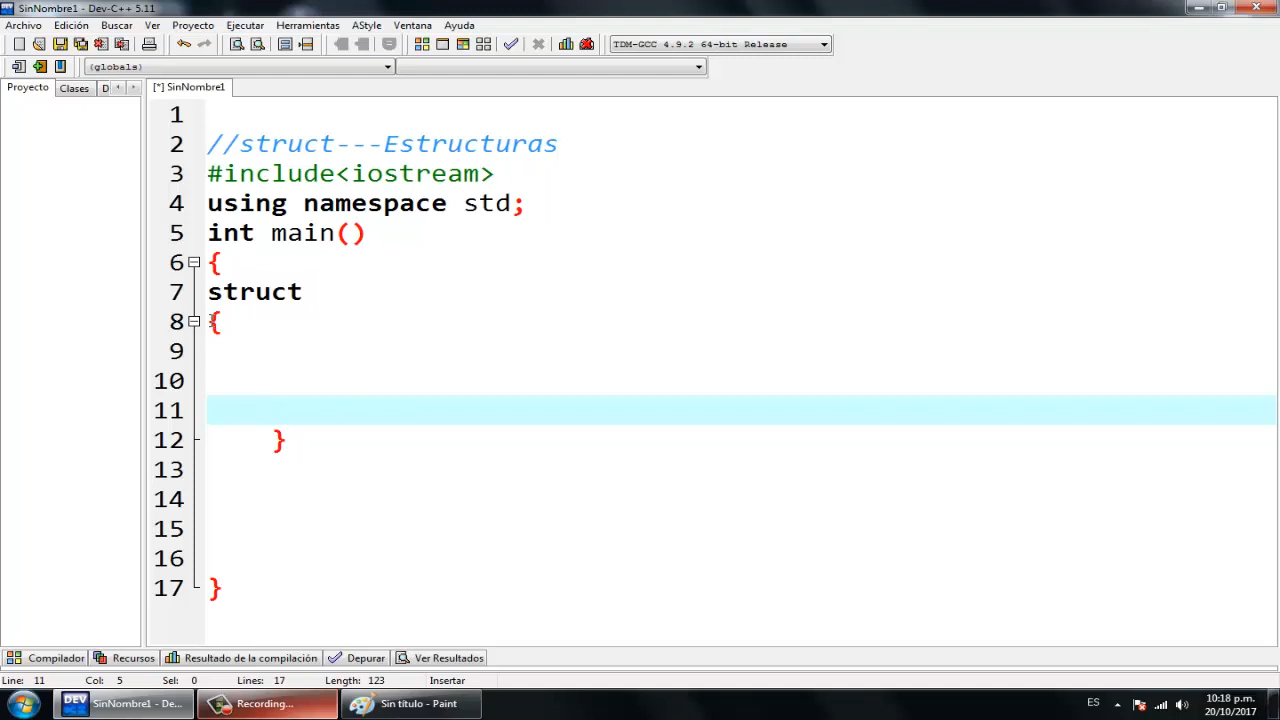 SinNombre1 - Dev-C++ 5.11
Archivo Edición Buscar Ver Proyecto Ejecutar Herramientas AStyle Ventana Ayuda
TDM-GCC 4.9.2 64-bit Release
(globals)
Proyecto Clases D [*] SinNombre1
1
2 //struct---Estructuras
3 #include<iostream>
4 using namespace std;
5 int main()
6 {
7 struct
8 {
9
10
11
12 }
13
14
15
16
17 }
Compilador Recursos Resultado de la compilación Depurar Ver Resultados
Line: 11 Col: 5 Sel: 0 Lines: 17 Length: 123 Insertar
DEV SinNombre1 - De... Recording... Sin título - Paint ES 10:18 p.m.
20/10/2017